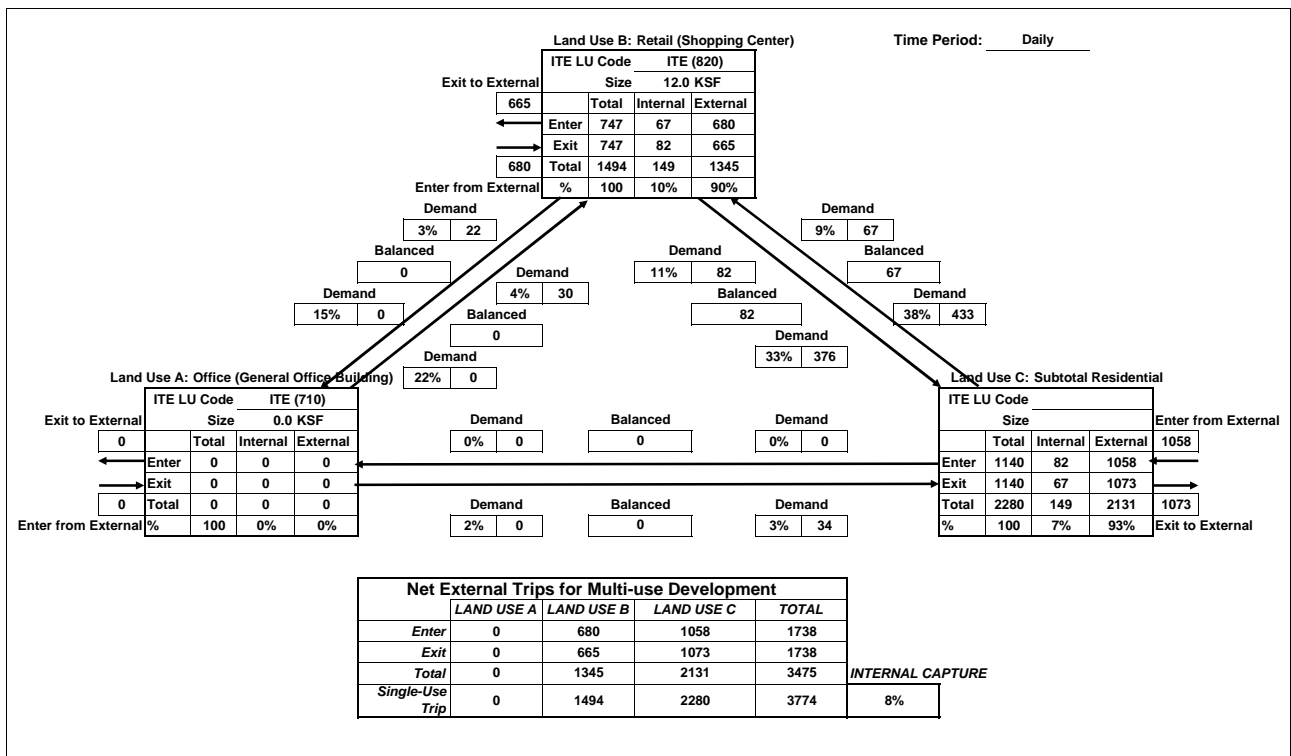 Land Use B: Retail (Shopping Center)
Time Period: Daily
ITE LU Code ITE (820)
Exit to External Size 12.0 KSF
665 Total Internal External
Enter 747 67 680
Exit 747 82 665
680 Total 1494 149 1345
Enter from External % 100 10% 90%
Demand Demand
3% 22 9% 67
Balanced Demand Balanced
0 11% 82 67
Demand Demand Balanced Demand
15% 0 4% 30 82 38% 433
Balanced
0
Demand Demand
22% 0 33% 376
Land Use A: Office (General Office Building)
ITE LU Code ITE (710)
Exit to External Size 0.0 KSF
0 Total Internal External
Enter 0 0 0
Exit 0 0 0
0 Total 0 0 0
Enter from External % 100 0% 0%
Demand Balanced Demand
0% 0 0 0% 0
Demand Balanced Demand
2% 0 0 3% 34
Land Use C: Subtotal Residential
ITE LU Code
Size Enter from External
Total Internal External 1058
Enter 1140 82 1058
Exit 1140 67 1073
Total 2280 149 2131 1073
% 100 7% 93% Exit to External
Net External Trips for Multi-use Development
LAND USE A LAND USE B LAND USE C TOTAL
Enter 0 680 1058 1738
Exit 0 665 1073 1738
Total 0 1345 2131 3475 INTERNAL CAPTURE
Single-Use
Trip 0 1494 2280 3774 8%